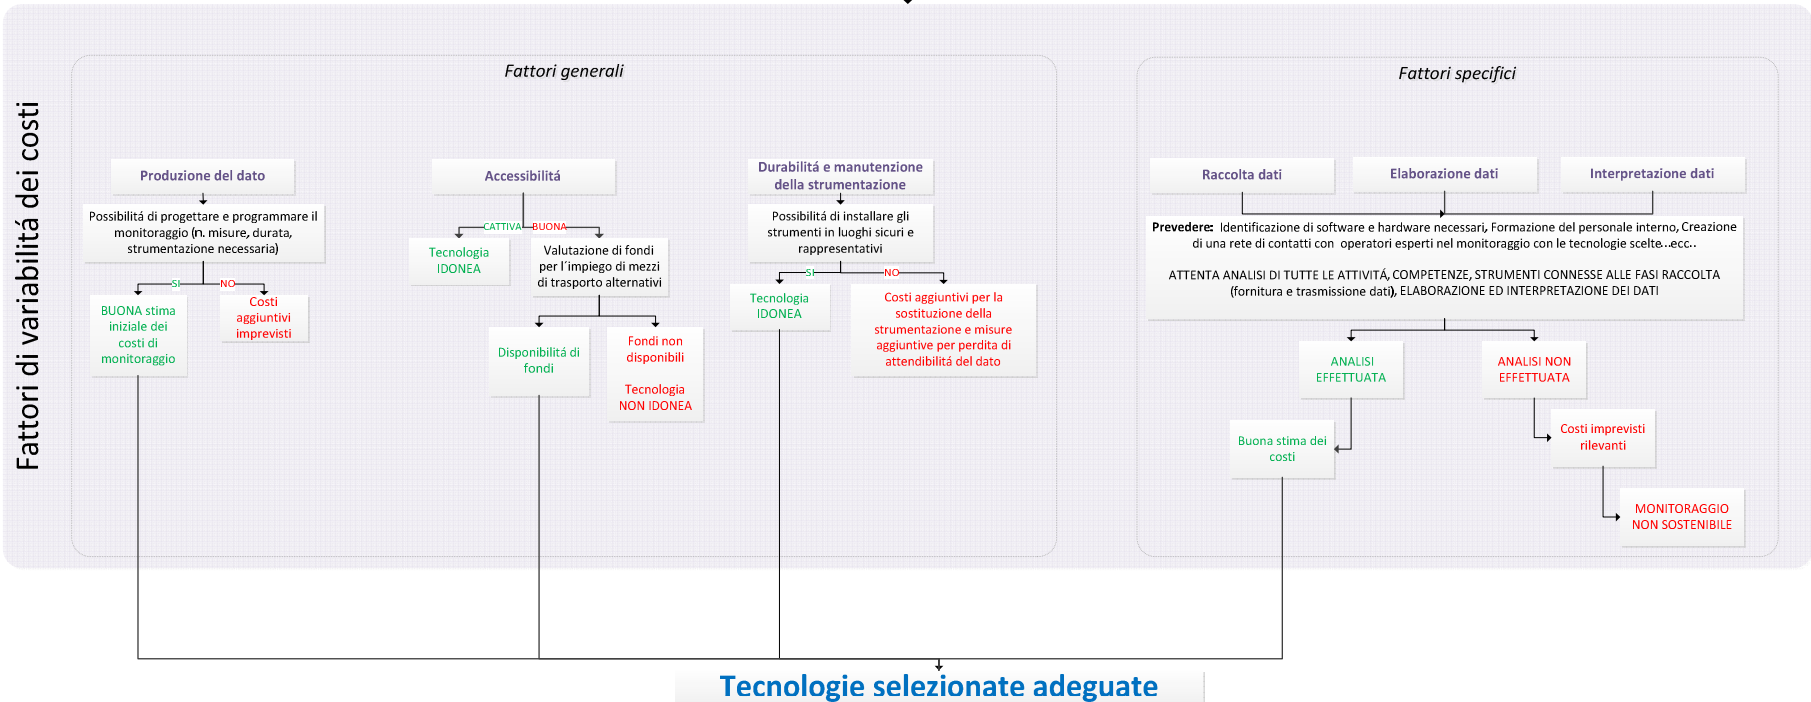 Fattori di variabilitá dei costi
Fattori generali
Produzione del dato
Possibilitá di progettare e programmare il
monitoraggio (n. misure, durata,
strumentazione necessaria)
SI
NO
BUONA stima
iniziale dei
costi di
monitoraggio
Costi
aggiuntivi
imprevisti
Accessibilitá
CATTIVA
BUONA
Tecnologia
IDONEA
Valutazione di fondi
per l´impiego di mezzi
di trasporto alternativi
Disponibilitá di
fondi
Fondi non
disponibili
Tecnologia
NON IDONEA
Durabilitá e manutenzione
della strumentazione
Possibilitá di installare gli
strumenti in luoghi sicuri e
rappresentativi
SI
NO
Tecnologia
IDONEA
Costi aggiuntivi per la
sostituzione della
strumentazione e misure
aggiuntive per perdita di
attendibilitá del dato
Fattori specifici
Raccolta dati
Elaborazione dati
Interpretazione dati
Prevedere: Identificazione di software e hardware necessari, Formazione del personale interno, Creazione
di una rete di contatti con operatori esperti nel monitoraggio con le tecnologie scelte...ecc..
ATTENTA ANALISI DI TUTTE LE ATTIVITÁ, COMPETENZE, STRUMENTI CONNESSE ALLE FASI RACCOLTA
(fornitura e trasmissione dati), ELABORAZIONE ED INTERPRETAZIONE DEI DATI
ANALISI
EFFETTUATA
ANALISI NON
EFFETTUATA
Buona stima dei
costi
Costi imprevisti
rilevanti
MONITORAGGIO
NON SOSTENIBILE
Tecnologie selezionate adeguate